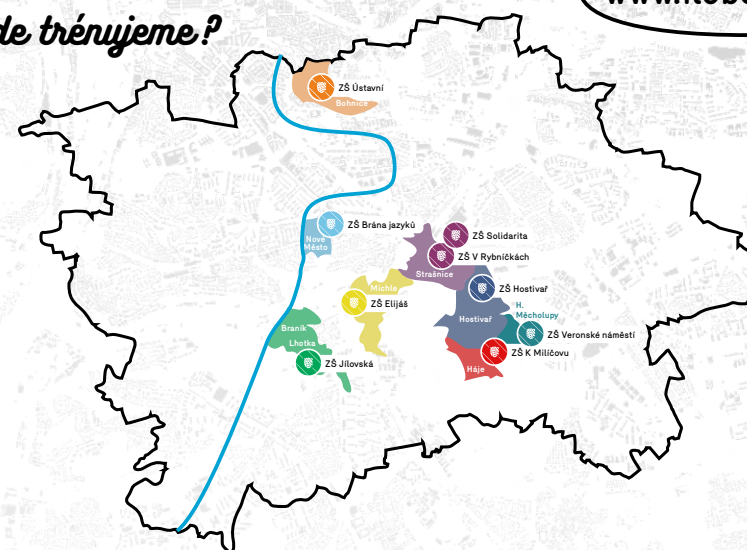 de trénujeme?
ZŠ Ústavní
Bohnice
ZŠ Brána jazyků
Nové
Město
ZŠ Solidarita
ZŠ V Rybníčkách
Strašnice
Michle
ZŠ Elijáš
ZŠ Hostivař
H.
Měcholupy
Hostivař
ZŠ Veronské náměstí
ZŠ K Milíčovu
Háje
Braník
Lhotka
ZŠ Jílovská